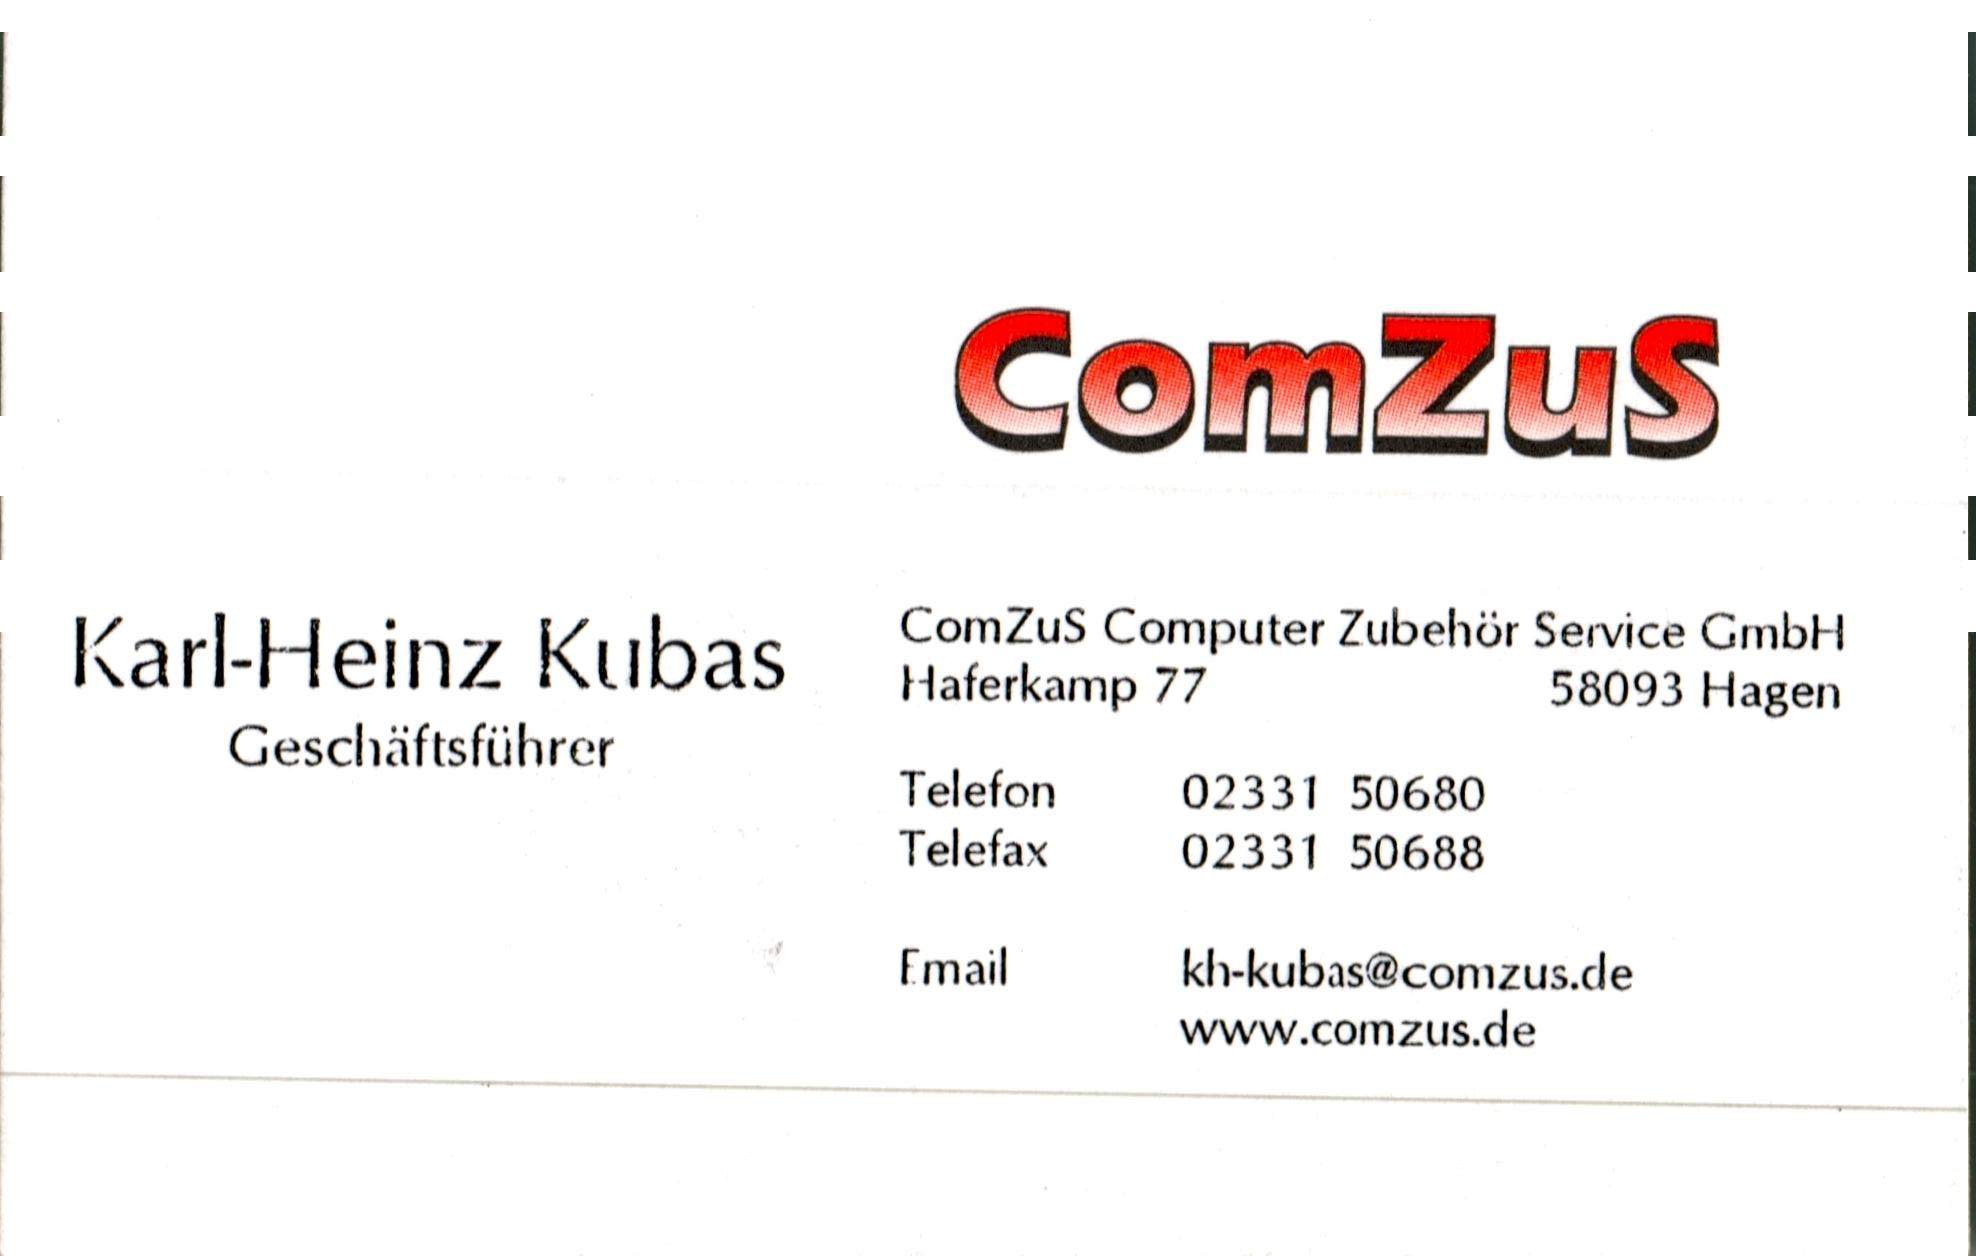 ComZuS
Karl-Heinz Kubas
Geschäftsführer
ComZuS Computer Zubehör Service GmbH
Haferkamp 77 58093 Hagen
Telefon 02331 50680
Telefax 02331 50688
Email kh-kubas@comzus.de
www.comzus.de